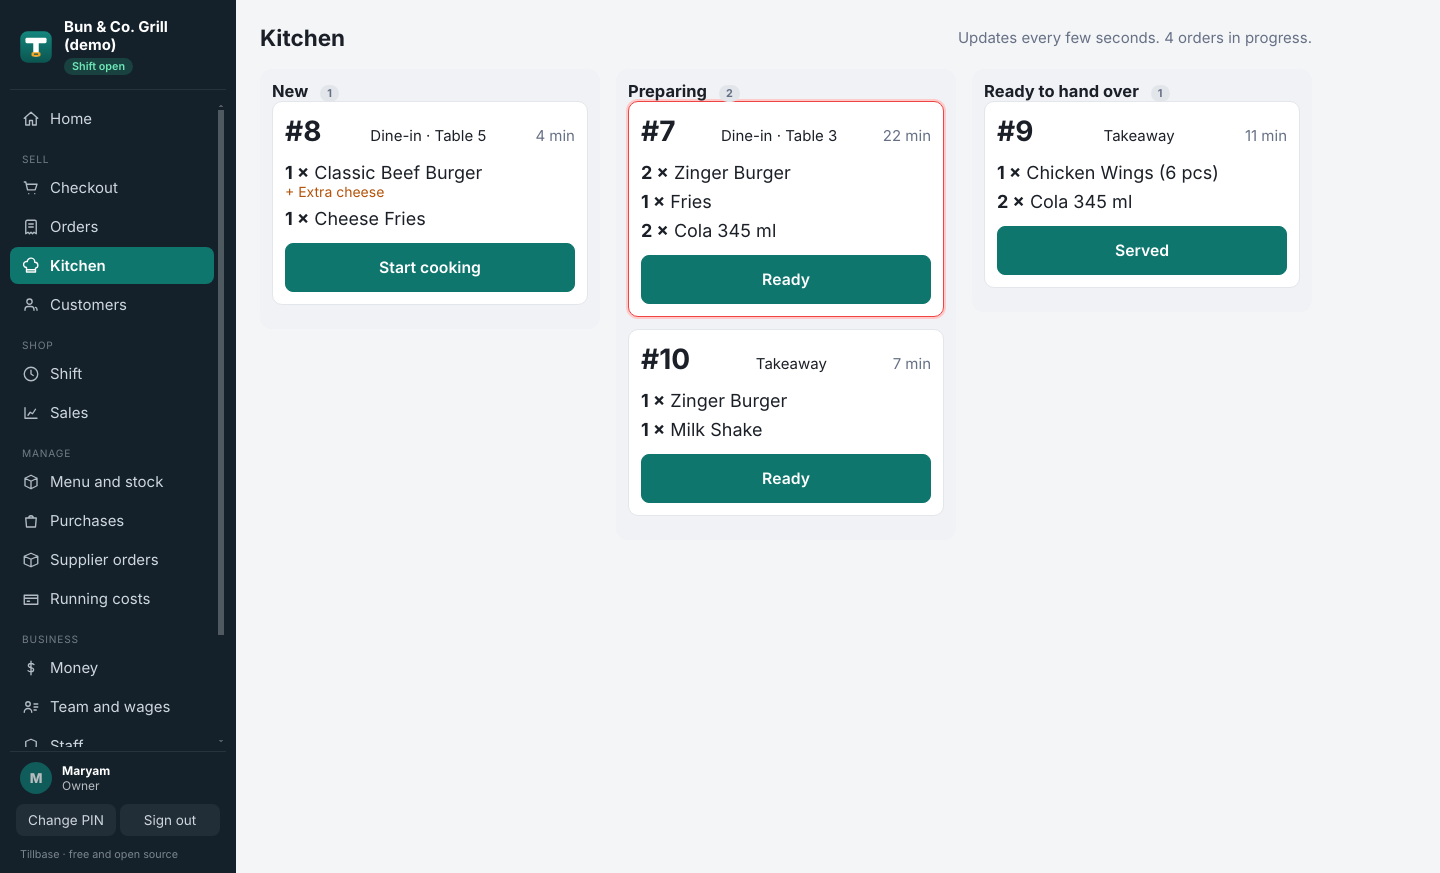 Bun & Co. Grill
(demo)
Shift open
Home
SELL
Checkout
Orders
Kitchen
Customers
SHOP
Shift
Sales
MANAGE
Menu and stock
Purchases
Supplier orders
Running costs
BUSINESS
Money
Team and wages
Staff
M
Maryam
Owner
Change PIN
Sign out
Tillbase · free and open source
Kitchen
Updates every few seconds. 4 orders in progress.
New 1
#8 Dine-in · Table 5 4 min
1 × Classic Beef Burger
+ Extra cheese
1 × Cheese Fries
Start cooking
Preparing 2
#7 Dine-in · Table 3 22 min
2 × Zinger Burger
1 × Fries
2 × Cola 345 ml
Ready
#10 Takeaway 7 min
1 × Zinger Burger
1 × Milk Shake
Ready
Ready to hand over 1
#9 Takeaway 11 min
1 × Chicken Wings (6 pcs)
2 × Cola 345 ml
Served